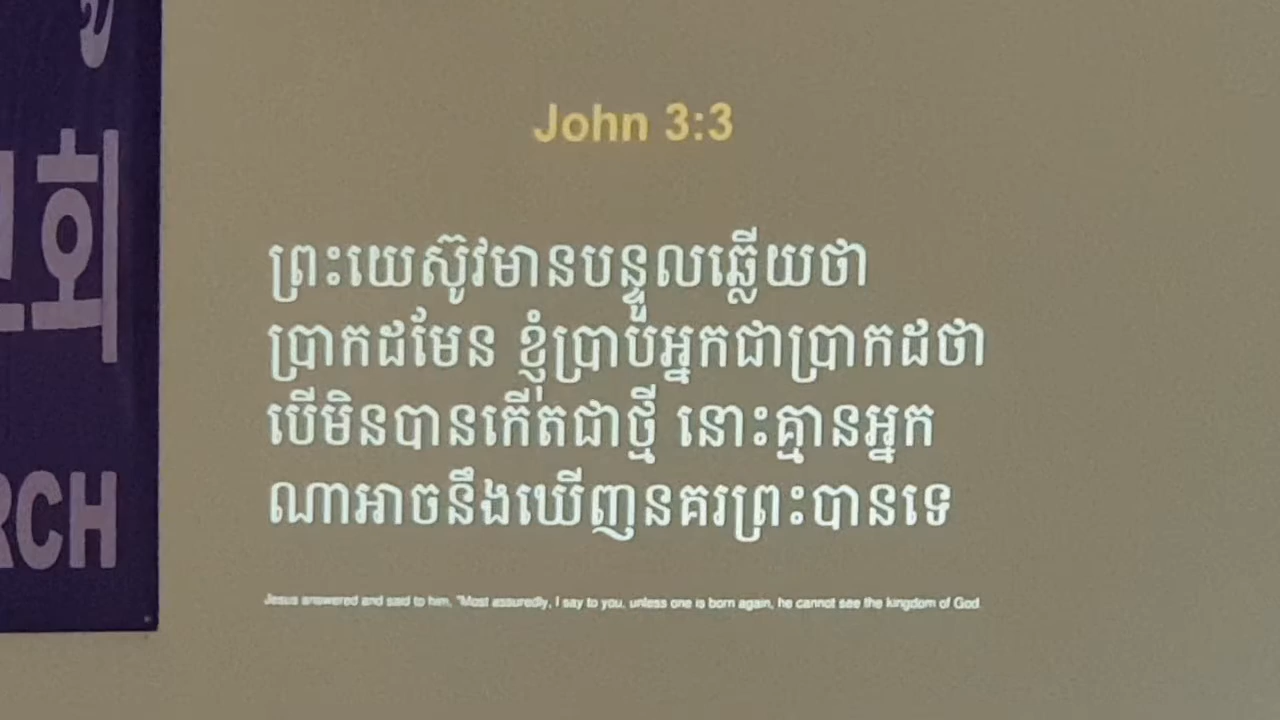 John 3:3
ព្រះយេស៊ូវមានបន្ទូលឆ្លើយថា
ប្រាកដមែន ខ្ញុំប្រាប់អ្នកជាប្រាកដថា
បើមិនបានកើតជាថ្មី នោះគ្មានអ្នក
ណាអាចនឹងឃើញនគរព្រះបានទេ
Jesus answered and said to him, "Most assuredly, I say to you, unless one is born again, he cannot see the kingdom of God
회
RCH